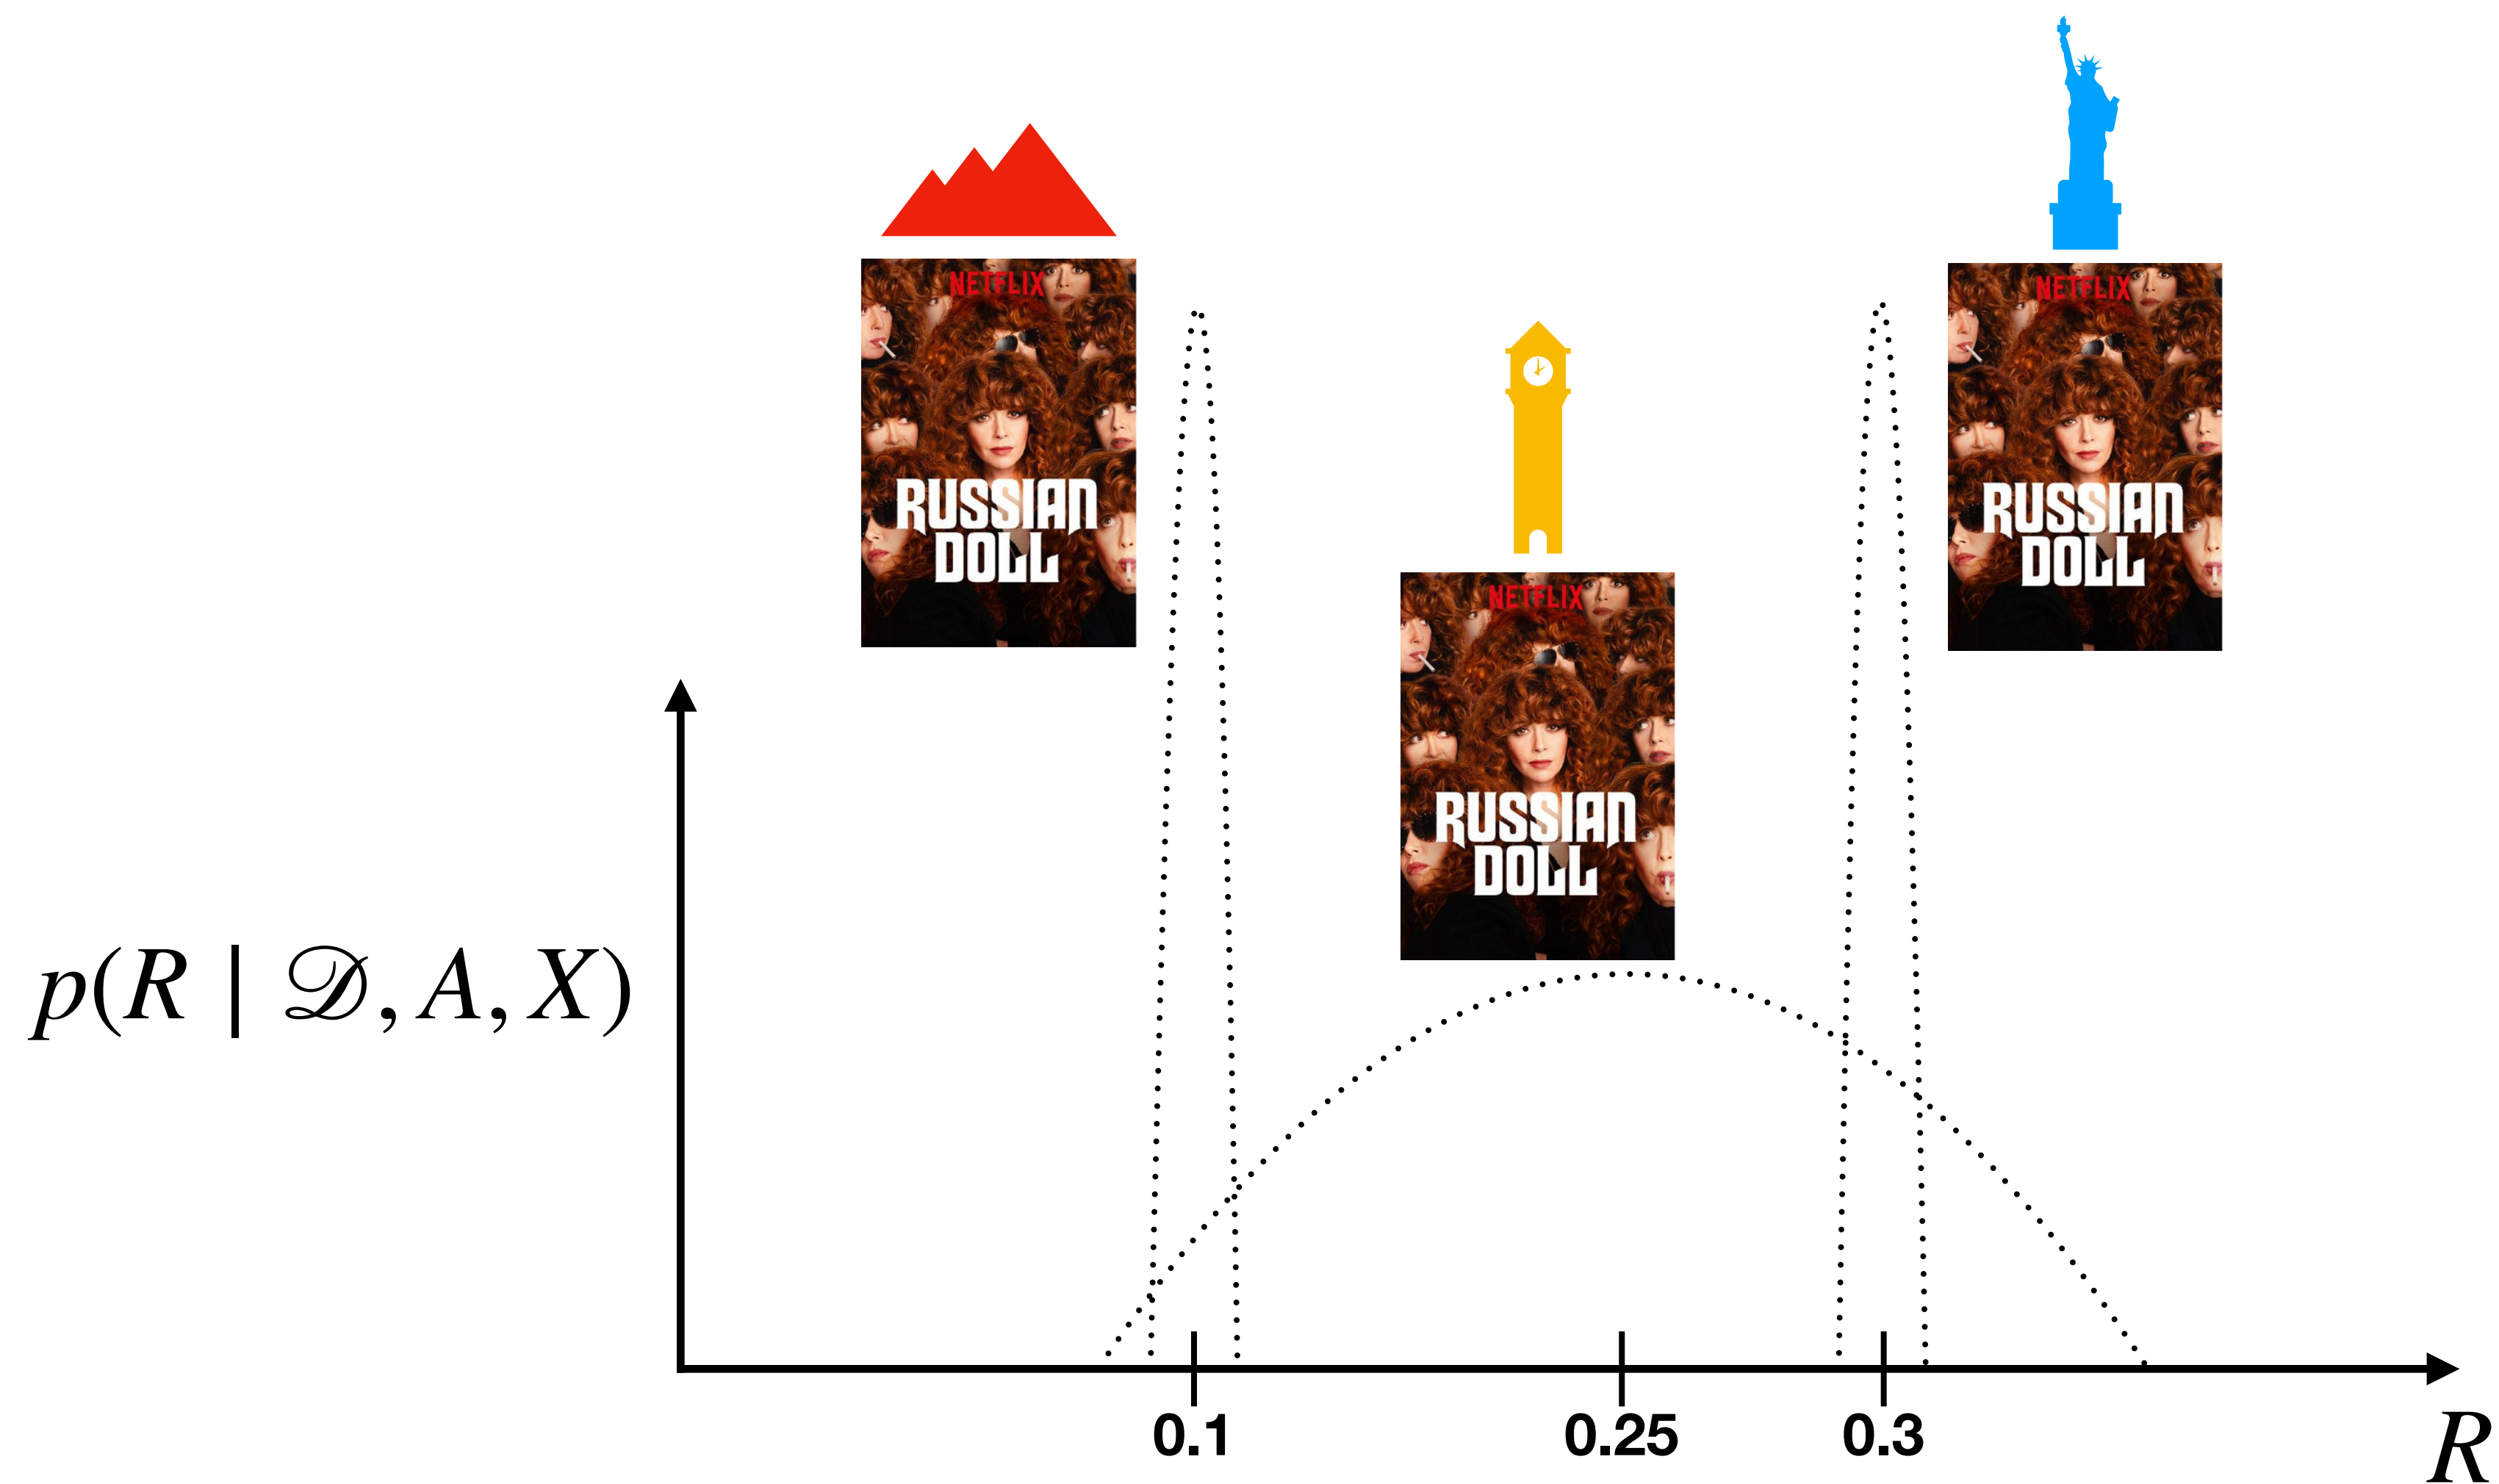 NETFLIX
RUSSIAN
DOLL
NETFLIX
RUSSIAN
DOLL
NETFLIX
RUSSIAN
DOLL
p(R | 𝒟, A, X)
0.1
0.25
0.3
R